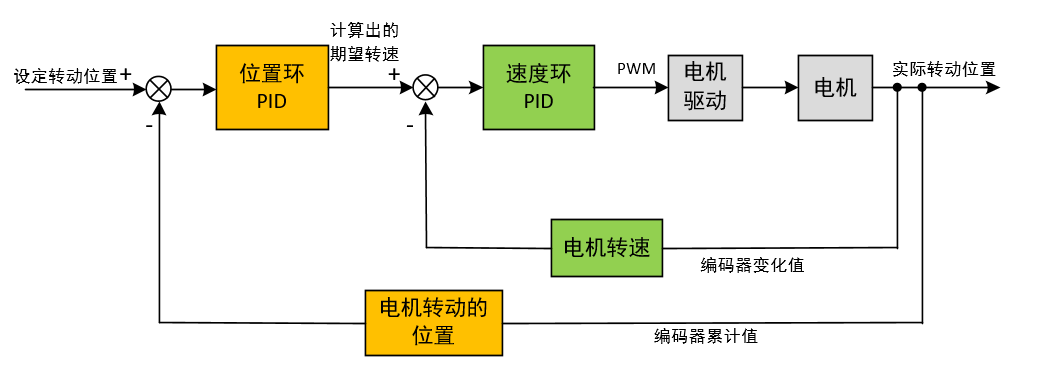 计算出的
期望转速
设定转动位置
+
位置环
PID
+
速度环
PID
PWM
电机
驱动
电机
实际转动位置
-
-
电机转速
编码器变化值
电机转动的
位置
编码器累计值